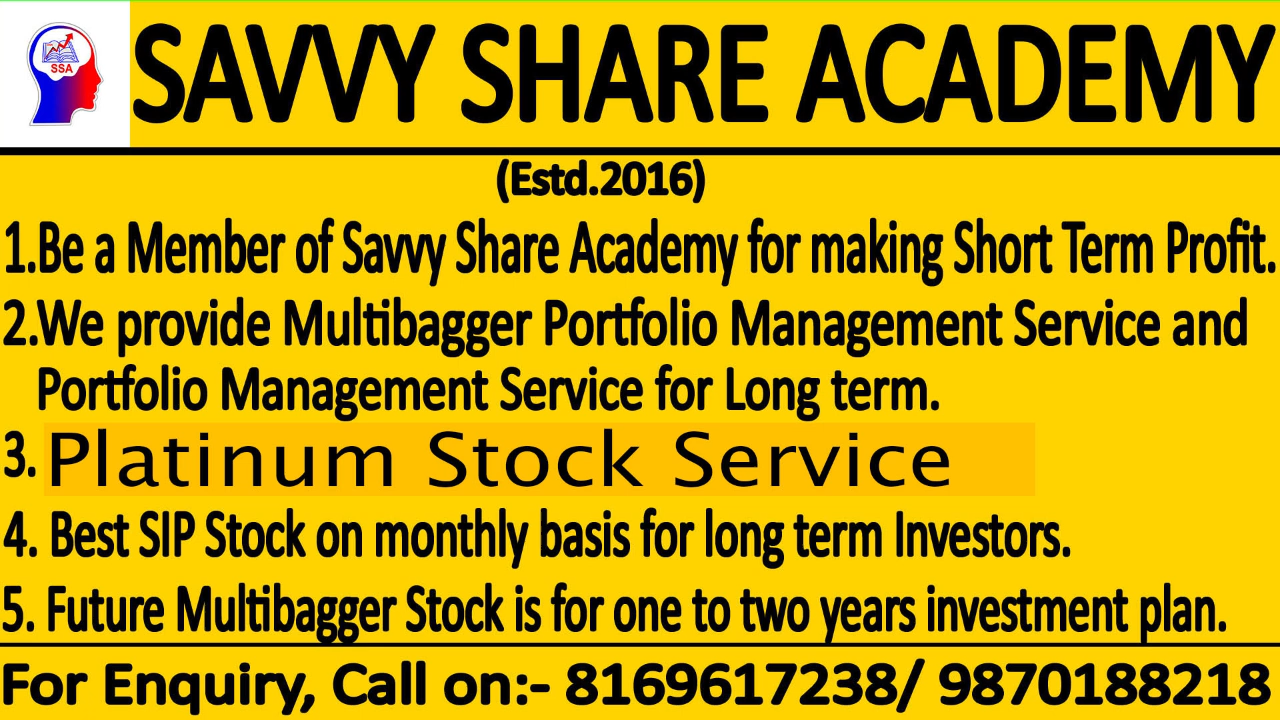 SSA
SAVVY SHARE ACADEMY
(Estd.2016)
1.Be a Member of Savvy Share Academy for making Short Term Profit.
2.We provide Multibagger Portfolio Management Service and
Portfolio Management Service for Long term.
3. Platinum Stock Service
4. Best SIP Stock on monthly basis for long term Investors.
5. Future Multibagger Stock is for one to two years investment plan.
For Enquiry, Call on:- 8169617238/ 9870188218